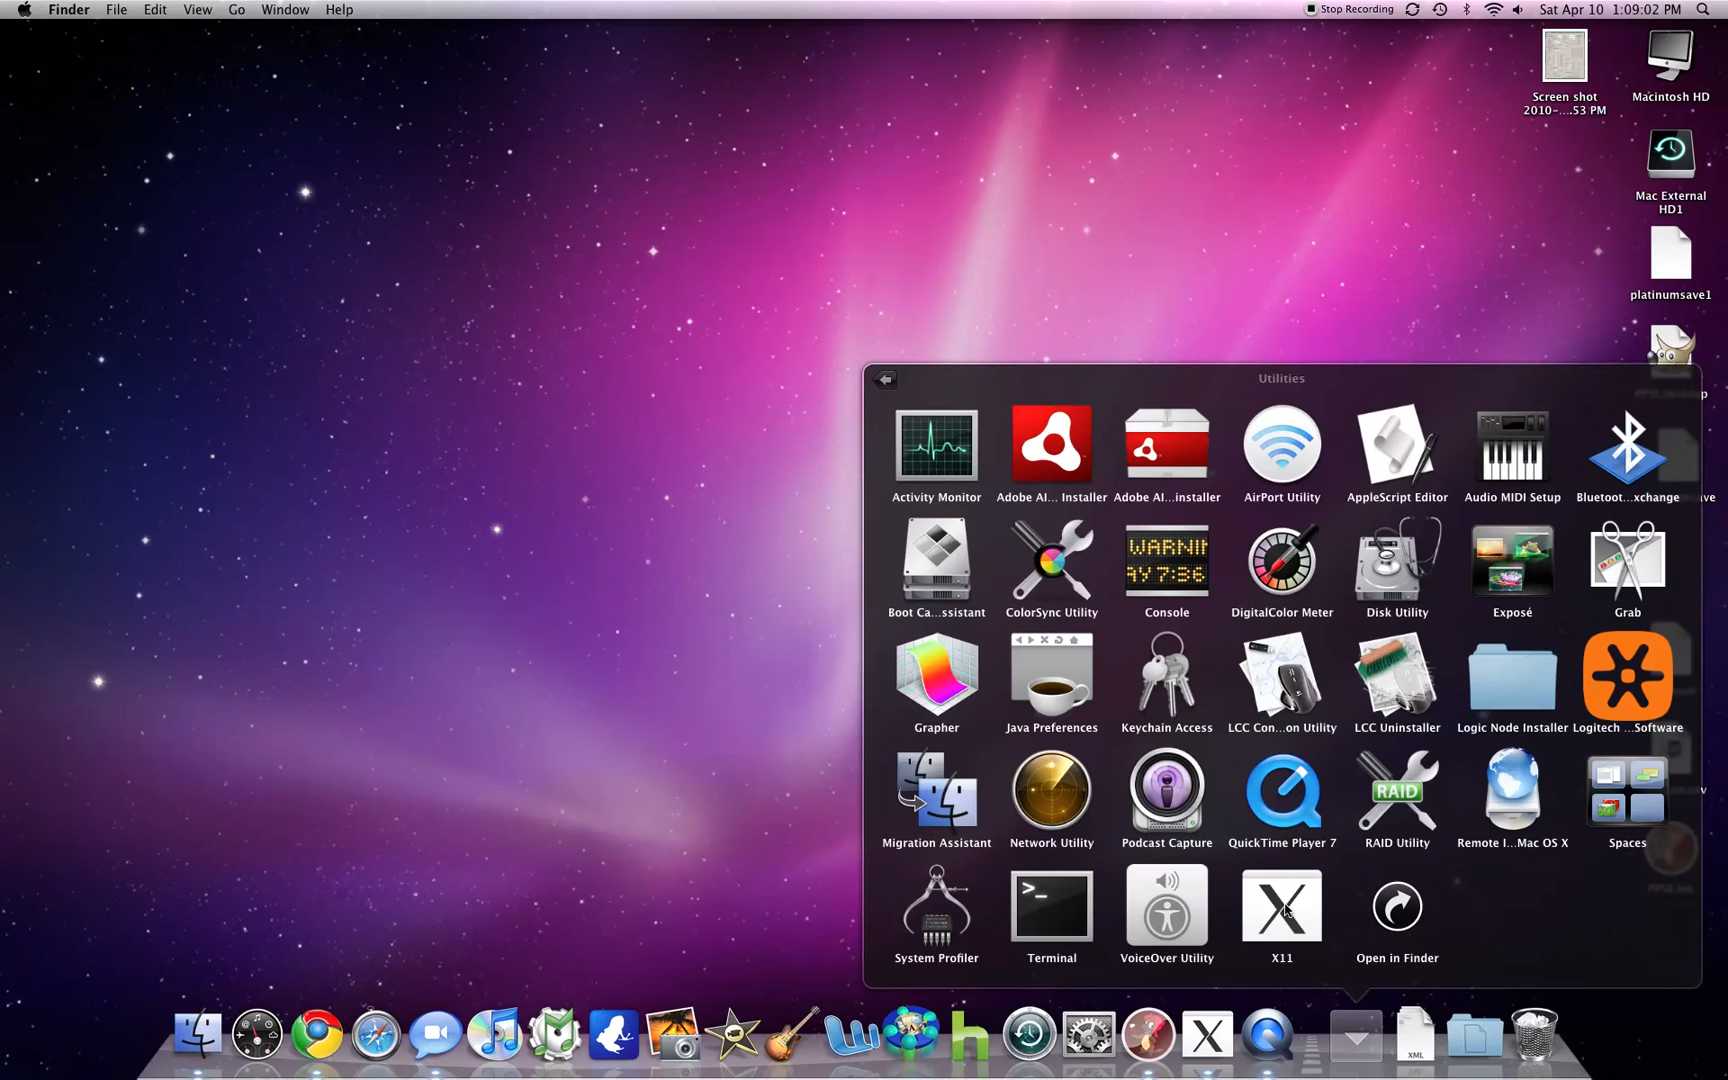 Finder File Edit View Go Window Help
Stop Recording
Sat Apr 10 1:09:02 PM
Screen shot
2010-....53 PM
Macintosh HD
Mac External
HD1
platinumsave1
Utilities
Activity Monitor
Adobe AI... Installer
Adobe AI...installer
AirPort Utility
AppleScript Editor
Audio MIDI Setup
Bluetoot...xchange
WARNIN
AY 7:36
Boot Ca...ssistant
ColorSync Utility
Console
DigitalColor Meter
Disk Utility
Exposé
Grab
Grapher
Java Preferences
Keychain Access
LCC Con...on Utility
LCC Uninstaller
Logic Node Installer
Logitech ...Software
RAID
Migration Assistant
Network Utility
Podcast Capture
QuickTime Player 7
RAID Utility
Remote I...Mac OS X
Spaces
>_
X
System Profiler
Terminal
VoiceOver Utility
X11
Open in Finder
h
X
XML